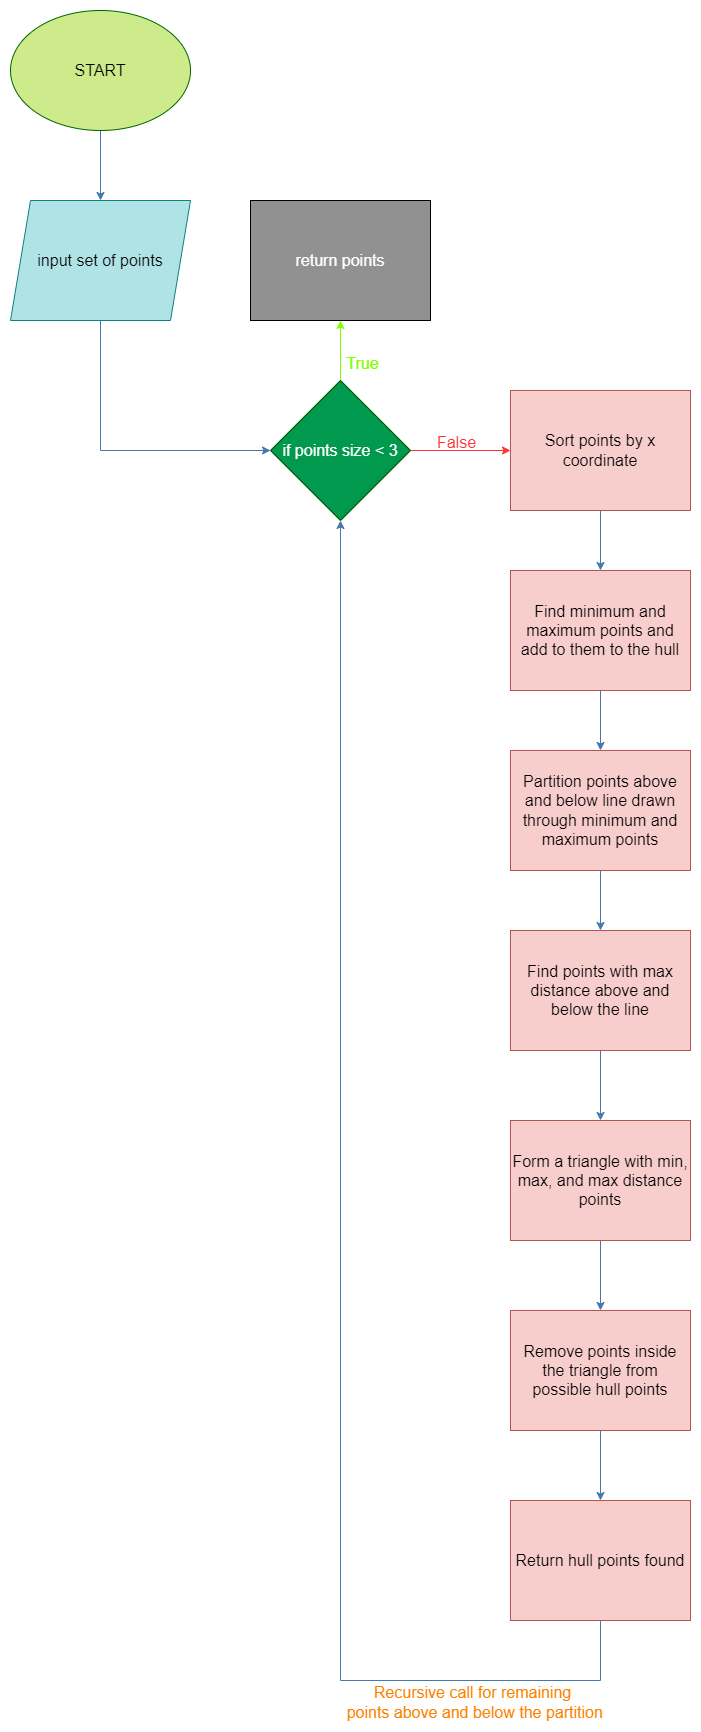 START
input set of points
return points
True
if points size < 3
False
Sort points by x
coordinate
Find minimum and
maximum points and
add to them to the hull
Partition points above
and below line drawn
through minimum and
maximum points
Find points with max
distance above and
below the line
Form a triangle with min,
max, and max distance
points
Remove points inside
the triangle from
possible hull points
Return hull points found
Recursive call for remaining
points above and below the partition